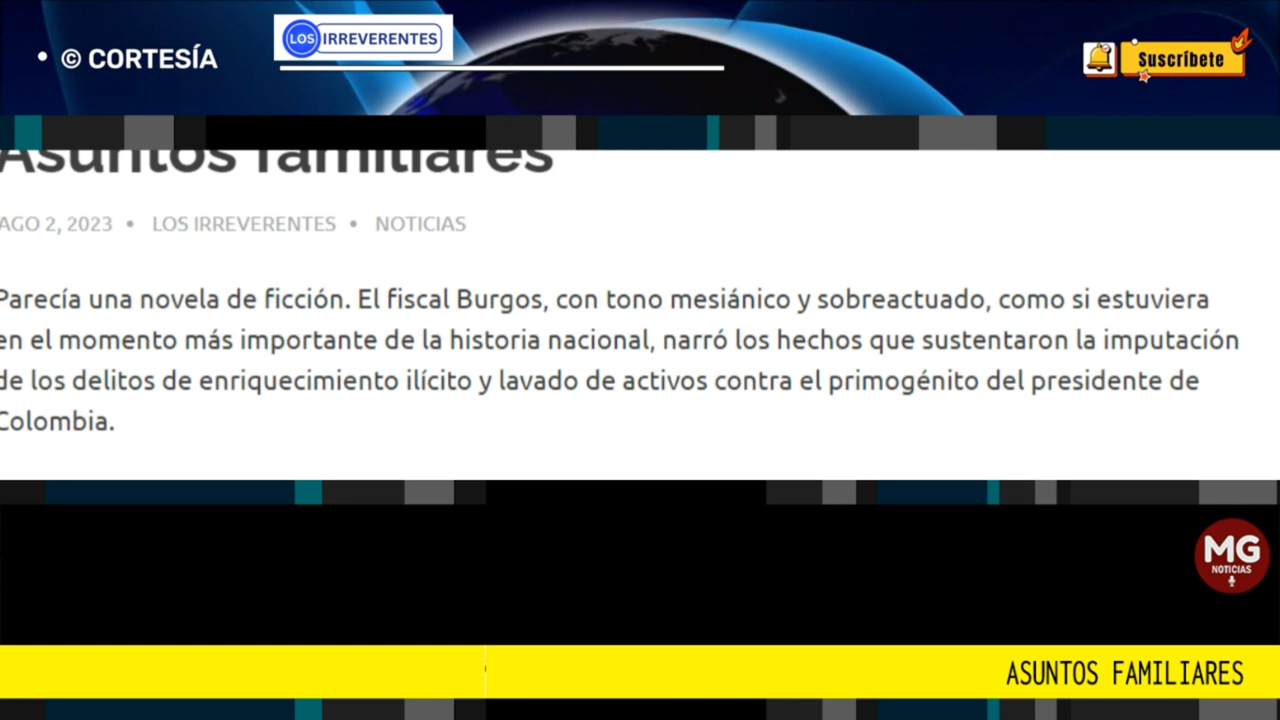 • © CORTESÍA
LOS IRREVERENTES
Suscríbete
Asuntos familiares
AGO 2, 2023 • LOS IRREVERENTES • NOTICIAS
Parecía una novela de ficción. El fiscal Burgos, con tono mesiánico y sobreactuado, como si estuviera
en el momento más importante de la historia nacional, narró los hechos que sustentaron la imputación
de los delitos de enriquecimiento ilícito y lavado de activos contra el primogénito del presidente de
Colombia.
MG
NOTICIAS
ASUNTOS FAMILIARES